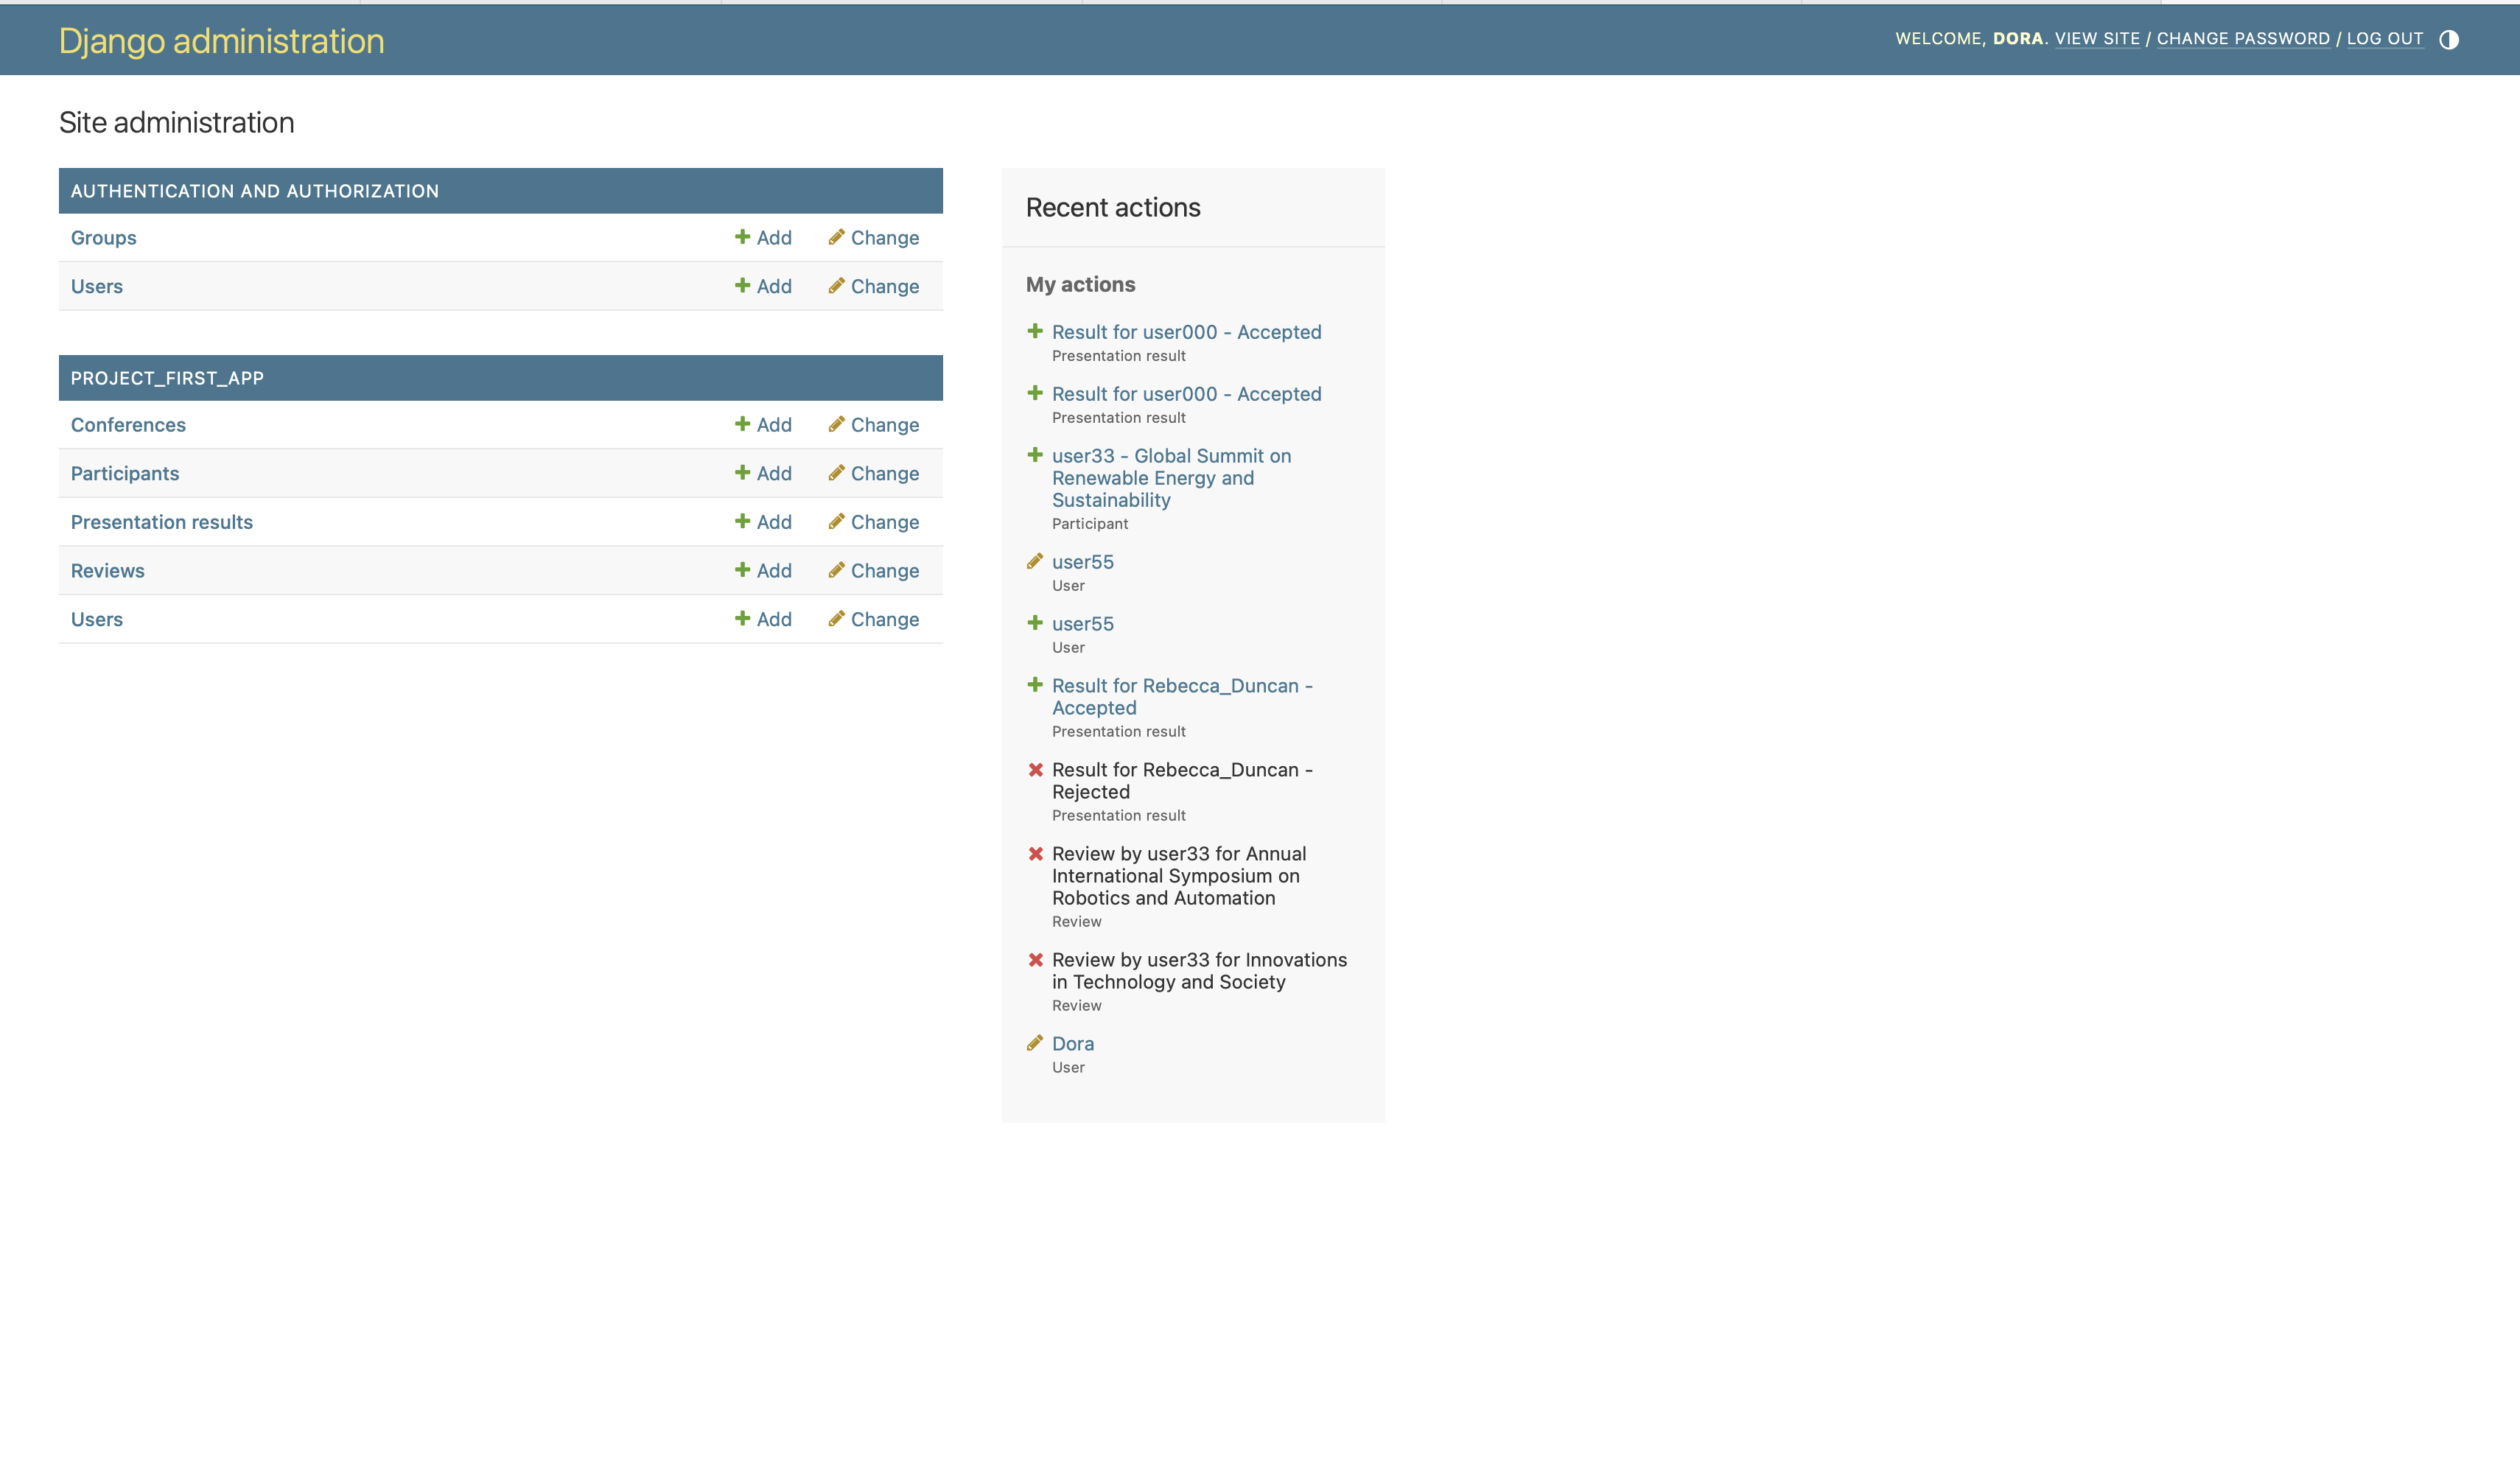 Django administration
WELCOME, DORA. VIEW SITE / CHANGE PASSWORD / LOG OUT
Site administration
AUTHENTICATION AND AUTHORIZATION
Groups Add Change
Users Add Change
PROJECT_FIRST_APP
Conferences Add Change
Participants Add Change
Presentation results Add Change
Reviews Add Change
Users Add Change
Recent actions
My actions
Result for user000 - Accepted
Presentation result
Result for user000 - Accepted
Presentation result
user33 - Global Summit on
Renewable Energy and
Sustainability
Participant
user55
User
user55
User
Result for Rebecca_Duncan -
Accepted
Presentation result
Result for Rebecca_Duncan -
Rejected
Presentation result
Review by user33 for Annual
International Symposium on
Robotics and Automation
Review
Review by user33 for Innovations
in Technology and Society
Review
Dora
User